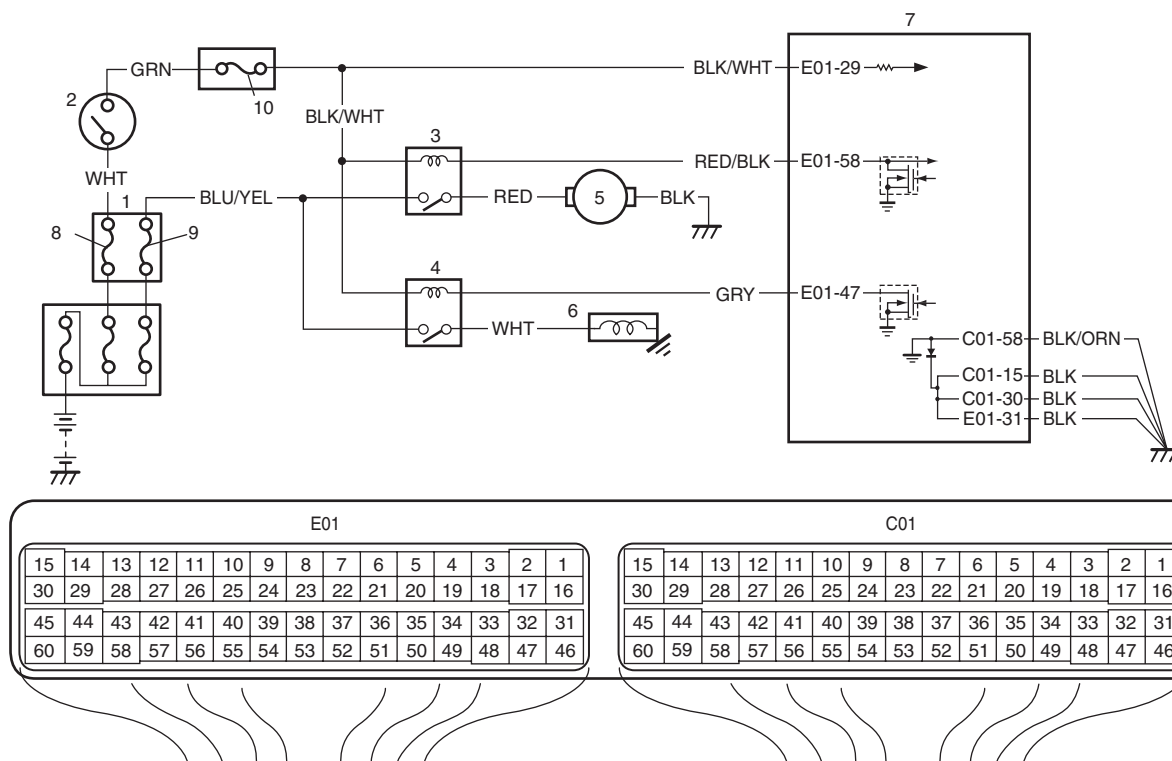 7
GRN
10
BLK/WHT
E01-29
2
BLK/WHT
3
RED/BLK
E01-58
WHT
BLU/YEL
RED
5
BLK
1
8
9
4
GRY
E01-47
WHT
6
C01-58
BLK/ORN
C01-15
BLK
C01-30
BLK
E01-31
BLK
E01
C01
15 14 13 12 11 10 9 8 7 6 5 4 3 2 1
15 14 13 12 11 10 9 8 7 6 5 4 3 2 1
30 29 28 27 26 25 24 23 22 21 20 19 18 17 16
30 29 28 27 26 25 24 23 22 21 20 19 18 17 16
45 44 43 42 41 40 39 38 37 36 35 34 33 32 31
45 44 43 42 41 40 39 38 37 36 35 34 33 32 31
60 59 58 57 56 55 54 53 52 51 50 49 48 47 46
60 59 58 57 56 55 54 53 52 51 50 49 48 47 46